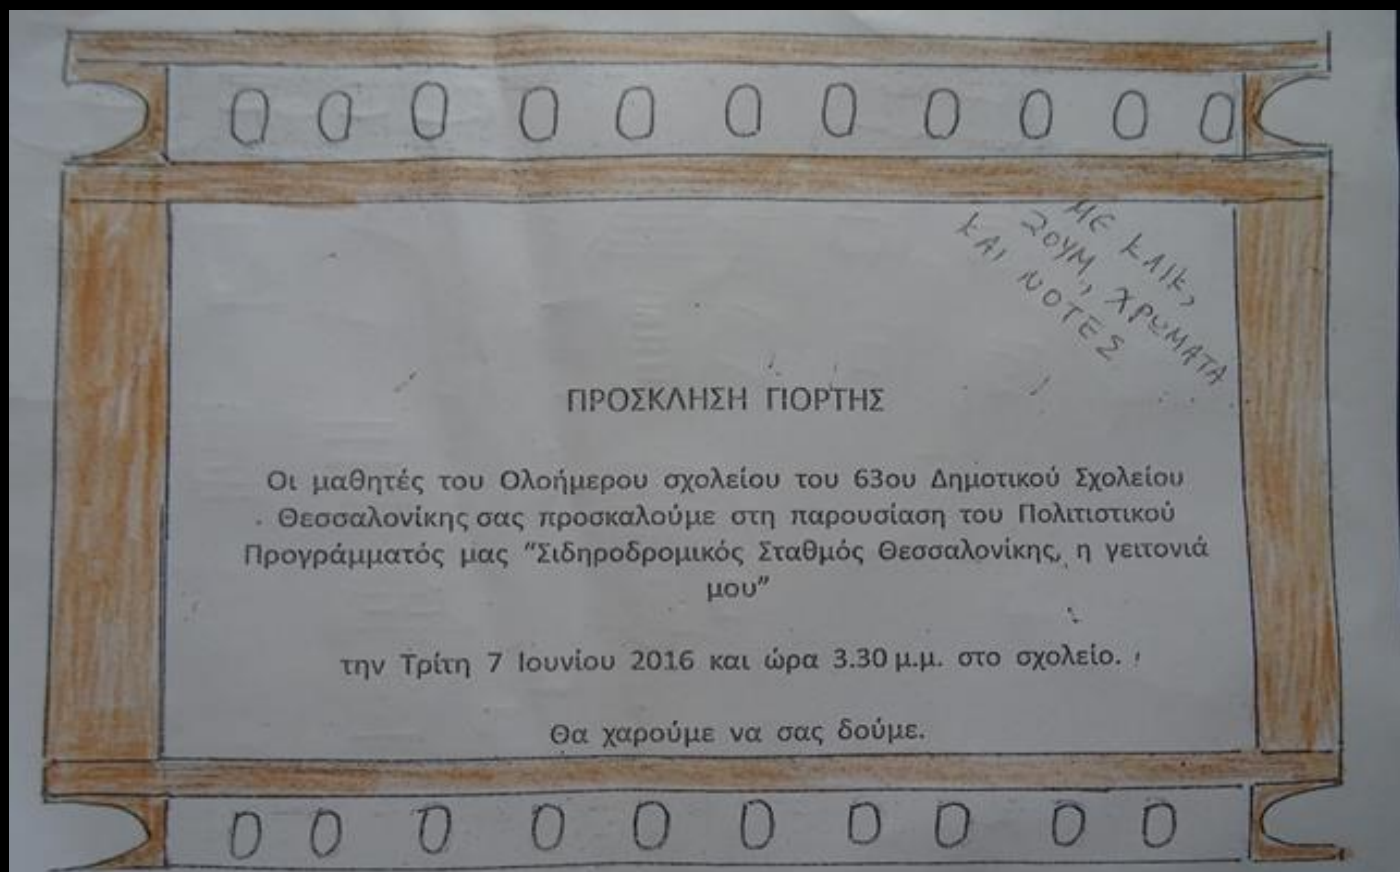 ΜΕ ΚΛΙΚ,
ΖΟΥΜ, ΧΡΩΜΑΤΑ
ΚΑΙ ΝΟΤΕΣ
ΠΡΟΣΚΛΗΣΗ ΓΙΟΡΤΗΣ
Οι μαθητές του Ολοήμερου σχολείου του 63ου Δημοτικού Σχολείου
Θεσσαλονίκης σας προσκαλούμε στη παρουσίαση του Πολιτιστικού
Προγράμματός μας “Σιδηροδρομικός Σταθμός Θεσσαλονίκης, η γειτονιά
μου”
την Τρίτη 7 Ιουνίου 2016 και ώρα 3.30 μ.μ. στο σχολείο.
Θα χαρούμε να σας δούμε.